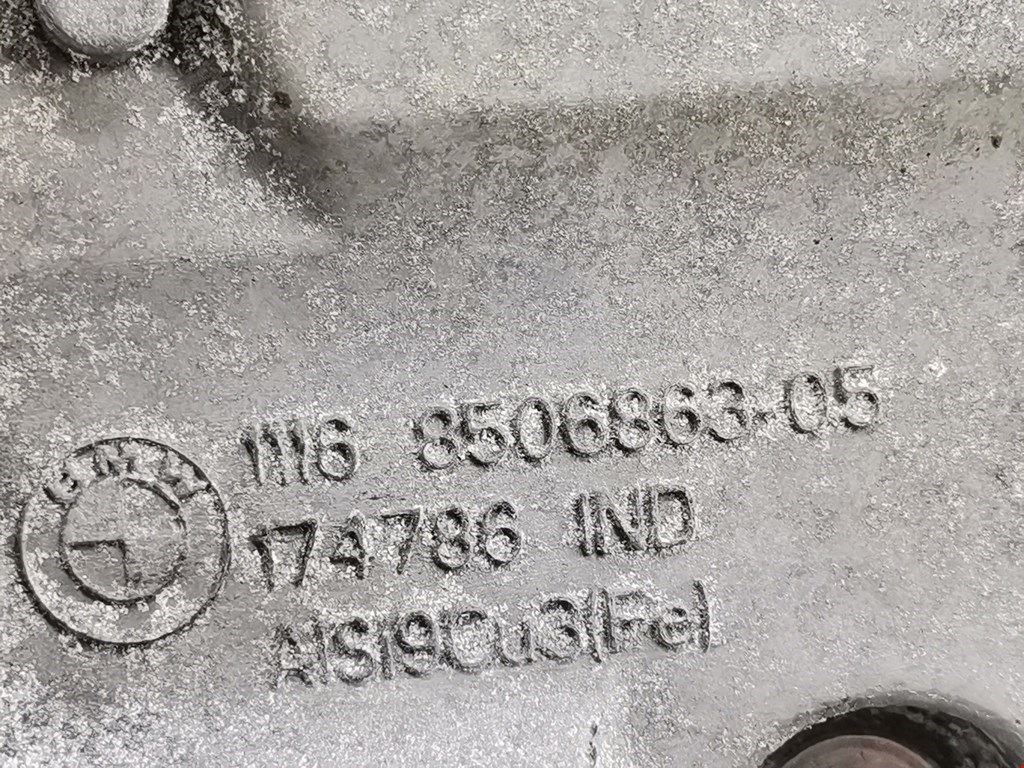 BMW
1116 8506863-05
174786 IND
AlSi9Cu3(Fe)